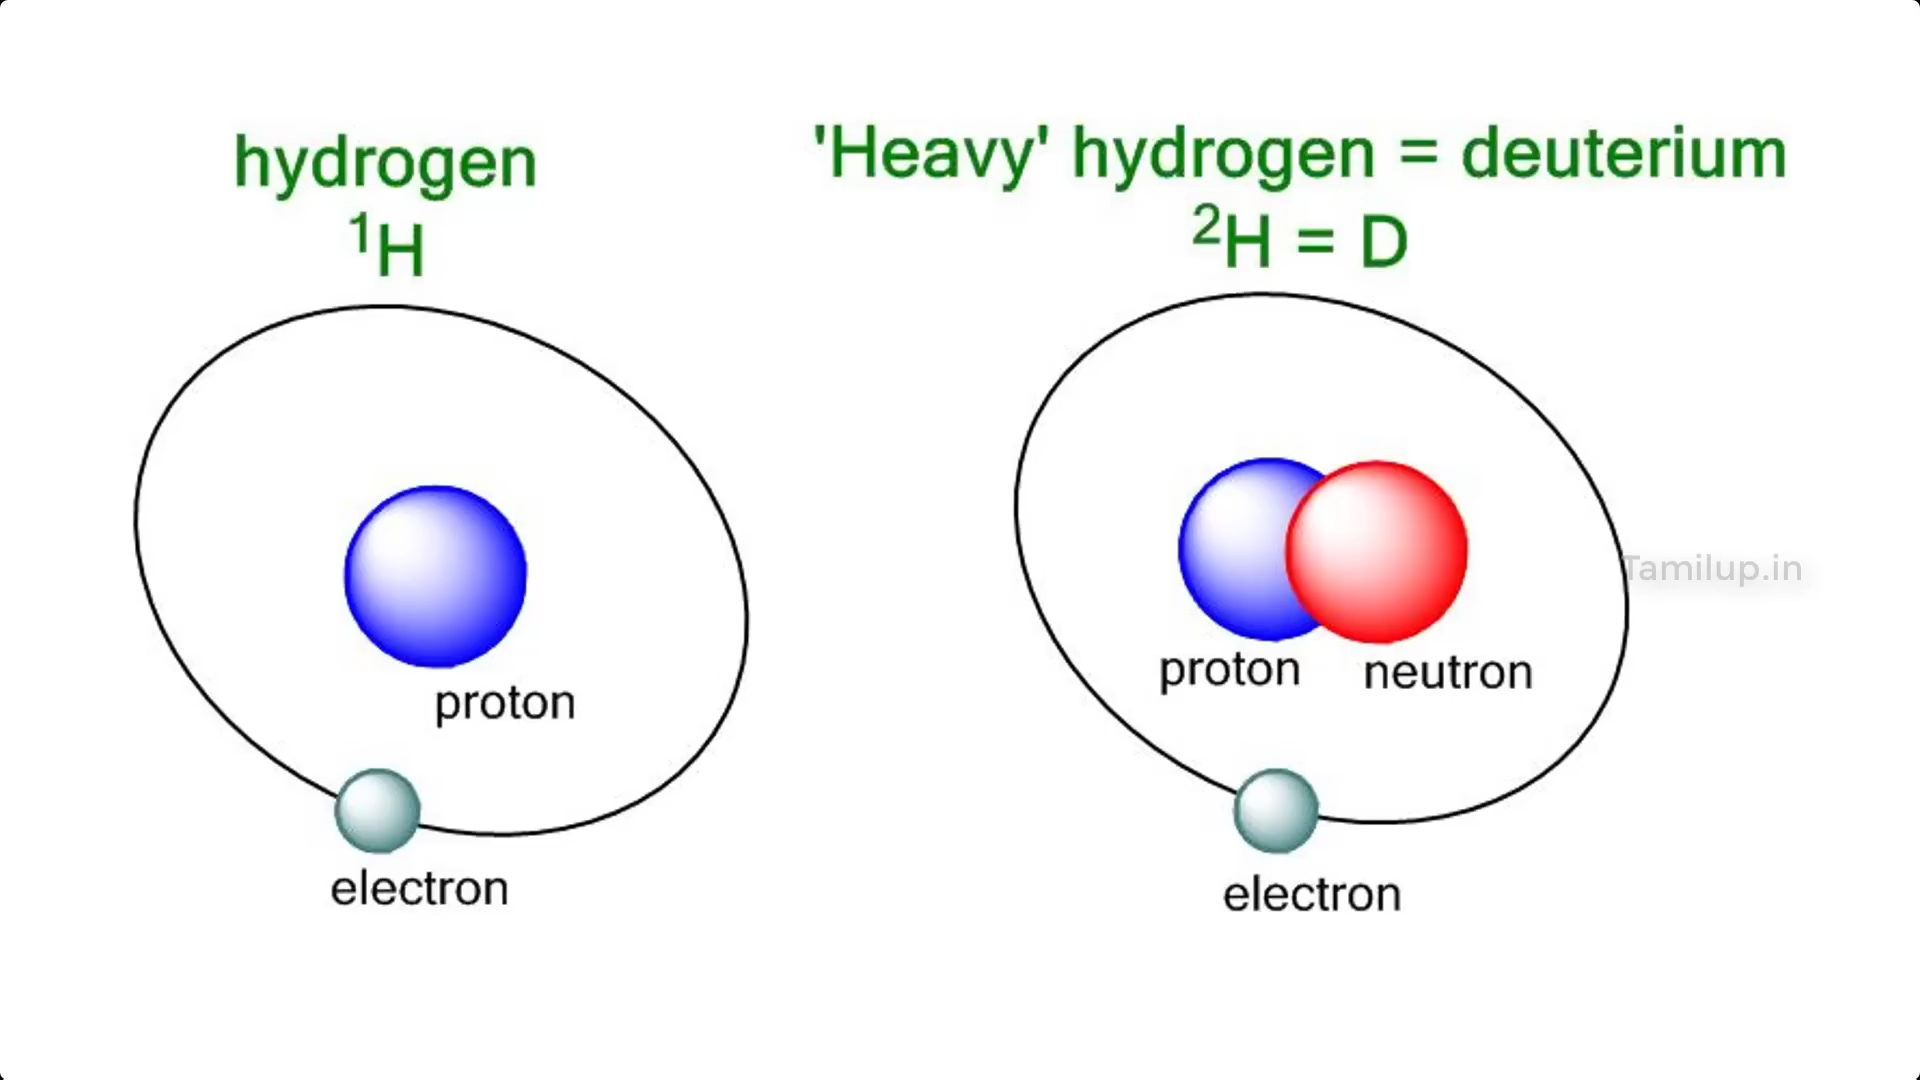 hydrogen
¹H
proton
electron
'Heavy' hydrogen = deuterium
²H = D
proton neutron
electron
Tamilup.in